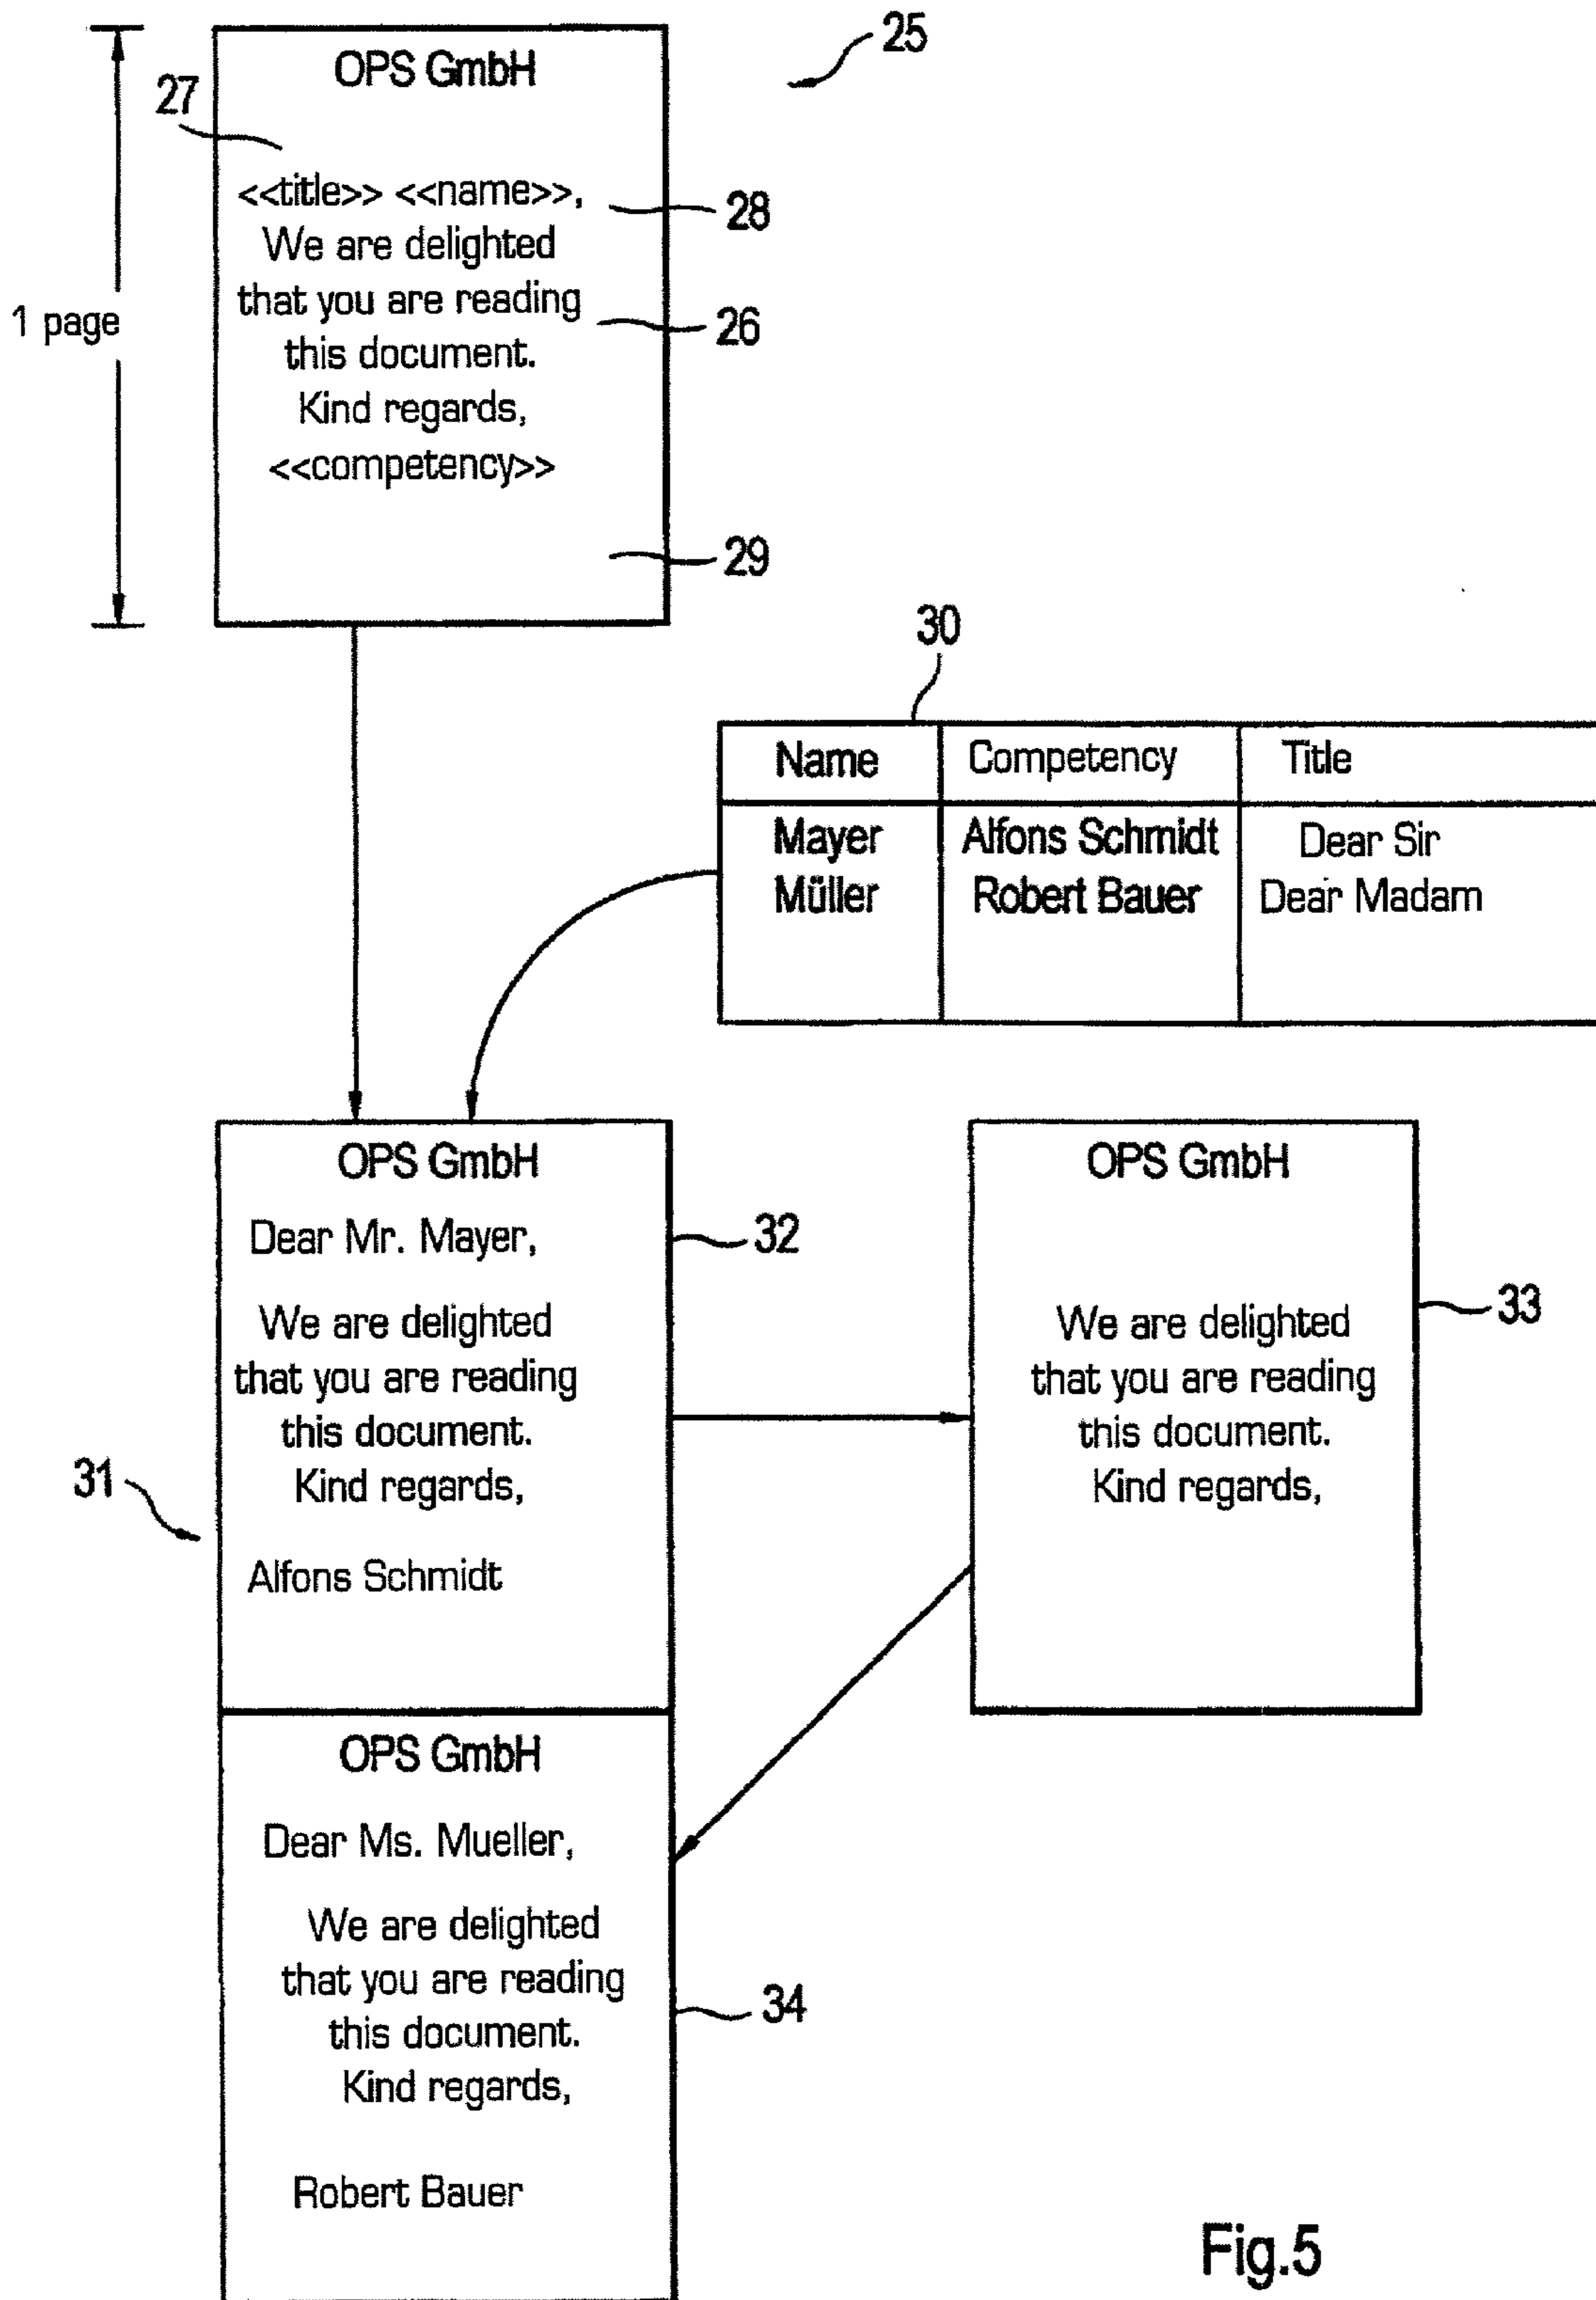 25
OPS GmbH
27
<<title>> <<name>>,
28
We are delighted
that you are reading
26
1 page
this document.
Kind regards,
<<competency>>
29
30
Name Competency Title
Mayer Alfons Schmidt Dear Sir
Müller Robert Bauer Dear Madam
OPS GmbH
Dear Mr. Mayer,
32
We are delighted
that you are reading
this document.
Kind regards,
31
Alfons Schmidt
OPS GmbH
33
We are delighted
that you are reading
this document.
Kind regards,
OPS GmbH
Dear Ms. Mueller,
We are delighted
that you are reading
34
this document.
Kind regards,
Robert Bauer
Fig.5